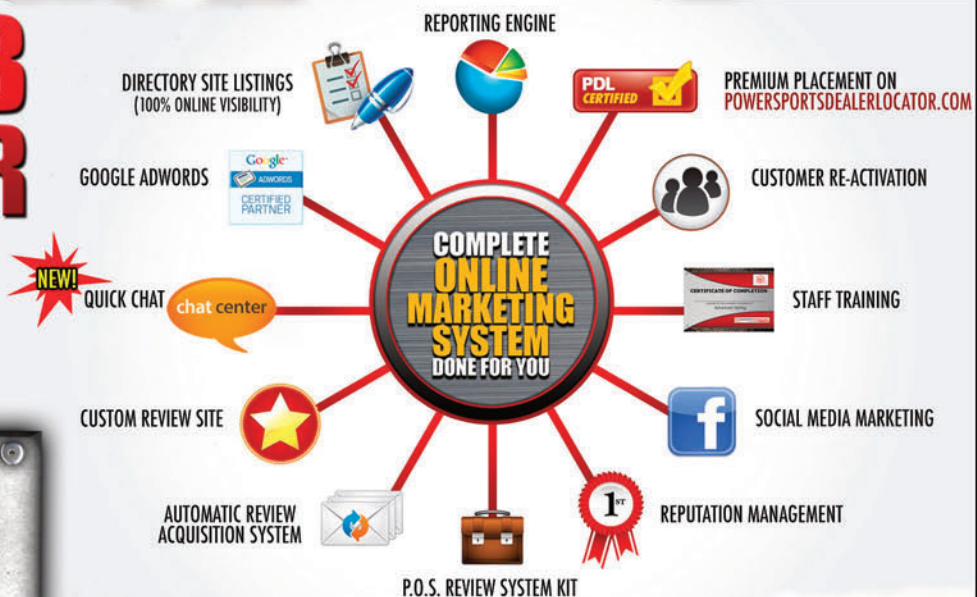 REPORTING ENGINE
DIRECTORY SITE LISTINGS
(100% ONLINE VISIBILITY)
PDL
CERTIFIED
PREMIUM PLACEMENT ON
POWERSPORTSDEALERLOCATOR.COM
GOOGLE ADWORDS
Google
ADWORDS
CERTIFIED
PARTNER
CUSTOMER RE-ACTIVATION
COMPLETE
ONLINE
MARKETING
SYSTEM
DONE FOR YOU
NEW!
QUICK CHAT
chat center
CERTIFICATE OF COMPLETION
STAFF TRAINING
CUSTOM REVIEW SITE
f
SOCIAL MEDIA MARKETING
AUTOMATIC REVIEW
ACQUISITION SYSTEM
1ST
REPUTATION MANAGEMENT
P.O.S. REVIEW SYSTEM KIT